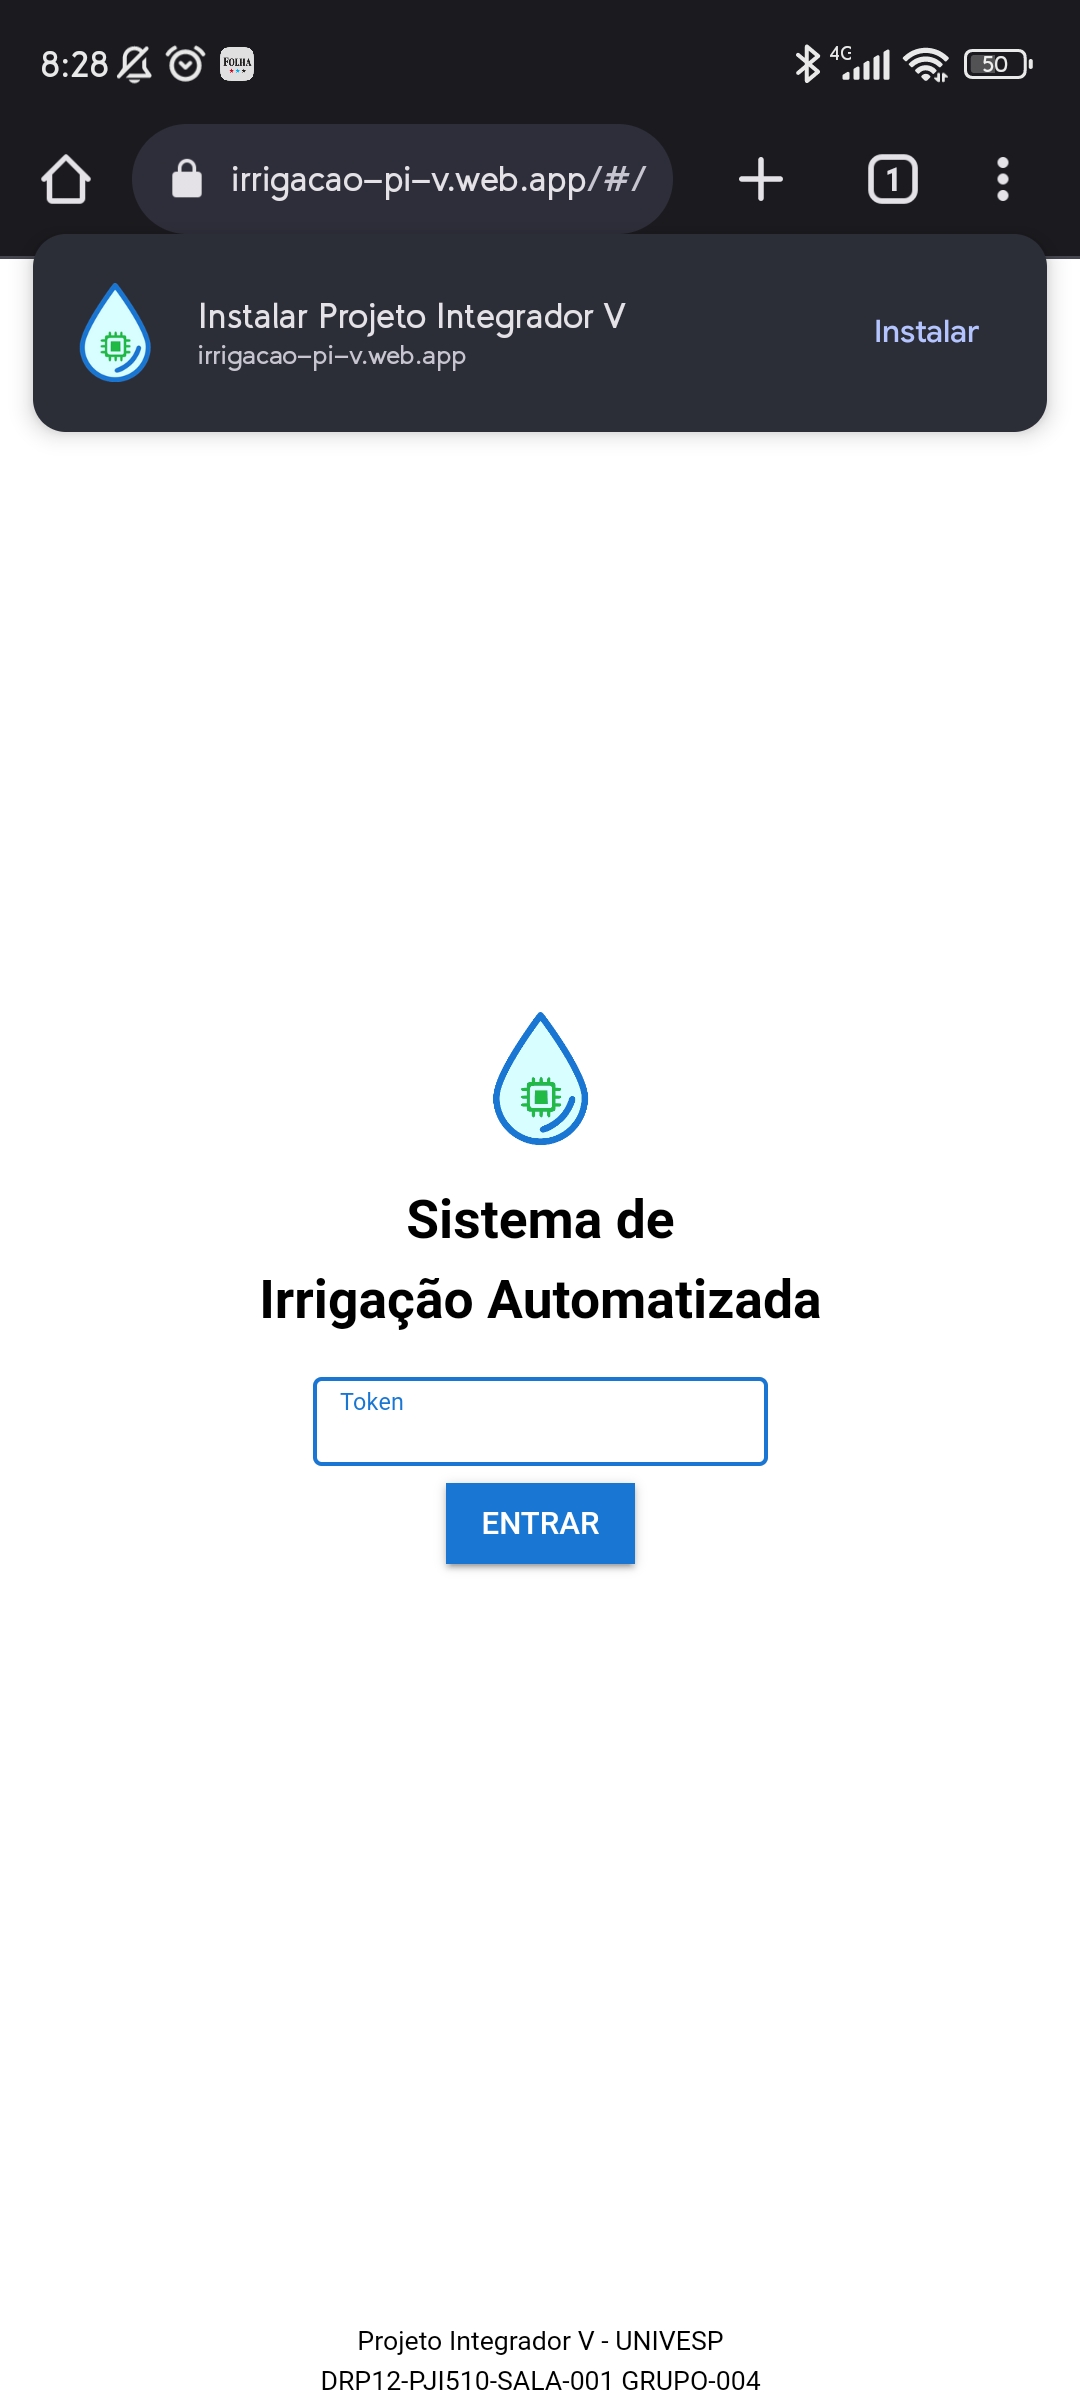 8:28 FOLHA 4G 50
irrigacao-pi-v.web.app/#/ 1
Instalar Projeto Integrador V
irrigacao-pi-v.web.app
Instalar
Sistema de
Irrigação Automatizada
Token
ENTRAR
Projeto Integrador V - UNIVESP
DRP12-PJI510-SALA-001 GRUPO-004